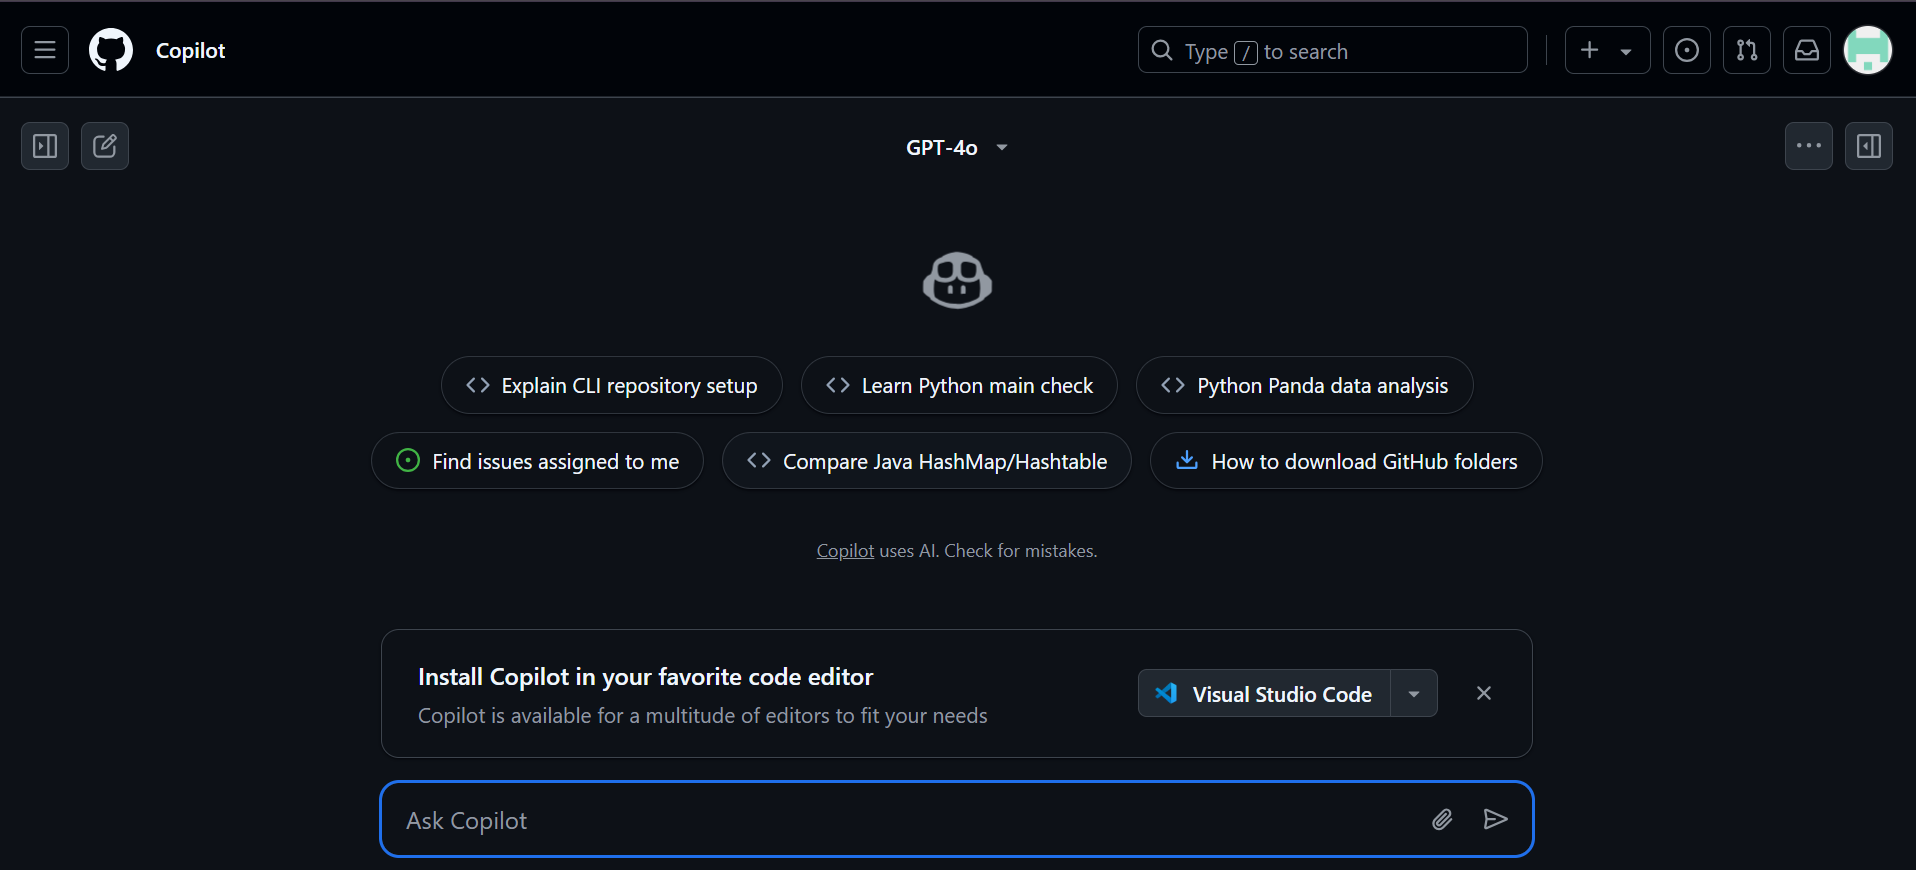 Copilot
Type / to search
GPT-4o
Explain CLI repository setup
Learn Python main check
Python Panda data analysis
Find issues assigned to me
Compare Java HashMap/Hashtable
How to download GitHub folders
Copilot uses AI. Check for mistakes.
Install Copilot in your favorite code editor
Copilot is available for a multitude of editors to fit your needs
Visual Studio Code
Ask Copilot